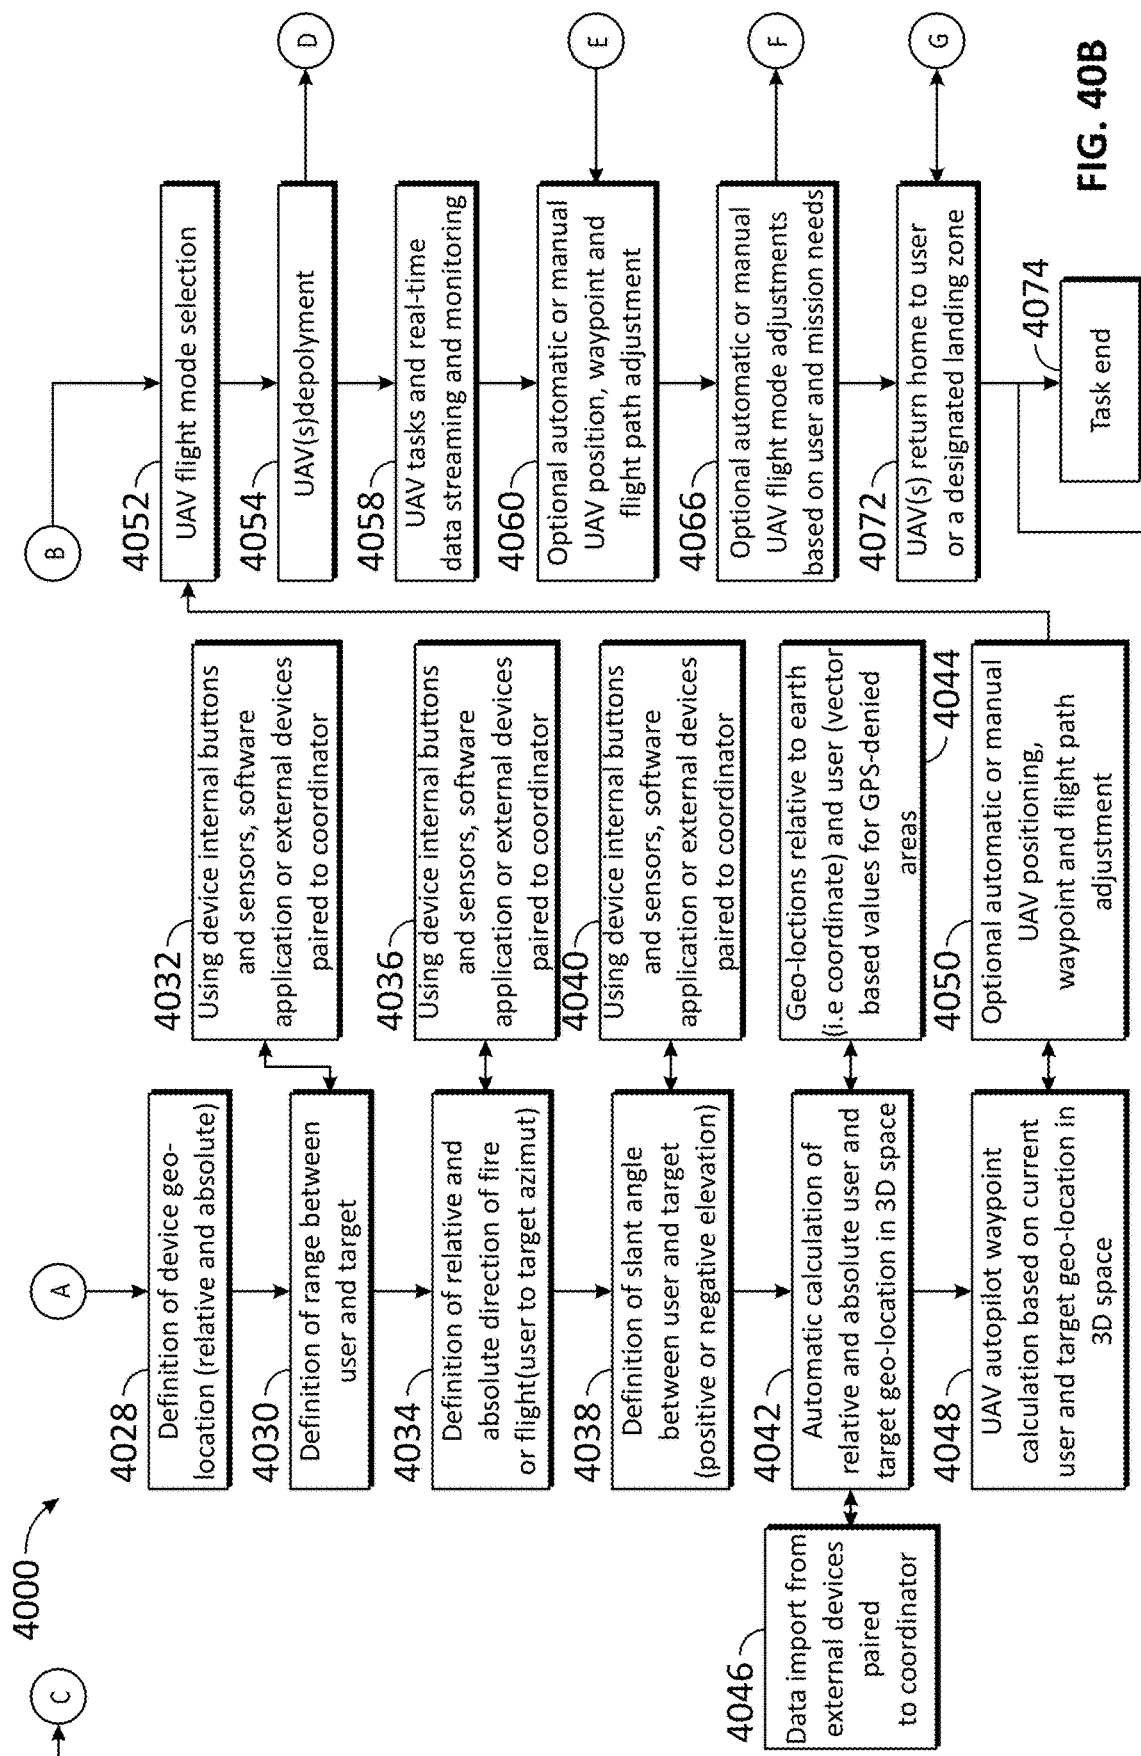 4000
C
A
4028
Definition of device geo-
location (relative and absolute)
4030
Definition of range between
user and target
4032
Using device internal buttons
and sensors, software
application or external devices
paired to coordinator
4034
Definition of relative and
absolute direction of fire
or flight(user to target azimut)
4036
Using device internal buttons
and sensors, software
application or external devices
paired to coordinator
4038
Definition of slant angle
between user and target
(positive or negative elevation)
4040
Using device internal buttons
and sensors, software
application or external devices
paired to coordinator
4042
Automatic calculation of
relative and absolute user and
target geo-location in 3D space
4044
Geo-loctions relative to earth
(i.e coordinate) and user (vector
based values for GPS-denied
areas
4046
Data import from
external devices
paired
to coordinator
4048
UAV autopilot waypoint
calculation based on current
user and target geo-location in
3D space
4050
Optional automatic or manual
UAV positioning,
waypoint and flight path
adjustment
B
4052
UAV flight mode selection
4054
UAV(s)depolyment
D
4058
UAV tasks and real-time
data streaming and monitoring
4060
Optional automatic or manual
UAV position, waypoint and
flight path adjustment
E
4066
Optional automatic or manual
UAV flight mode adjustments
based on user and mission needs
F
4072
UAV(s) return home to user
or a designated landing zone
G
4074
Task end
FIG. 40B